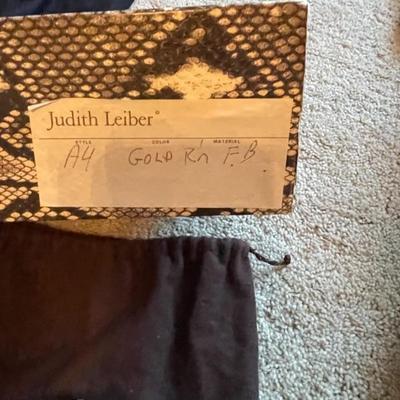 Judith Leiber®
STYLE COLOR MATERIAL
A4 GOLD R'n F.B.